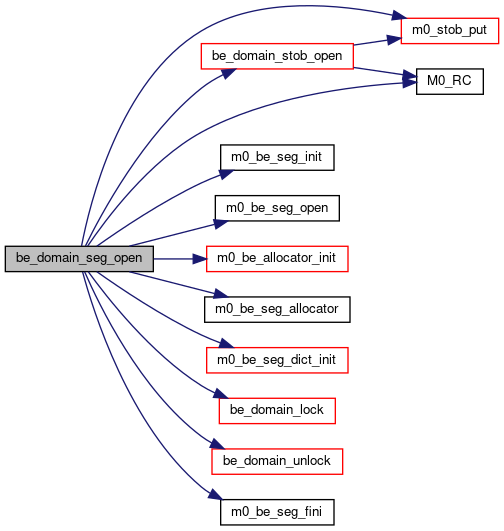 m0_stob_put
be_domain_stob_open
M0_RC
m0_be_seg_init
m0_be_seg_open
be_domain_seg_open
m0_be_allocator_init
m0_be_seg_allocator
m0_be_seg_dict_init
be_domain_lock
be_domain_unlock
m0_be_seg_fini